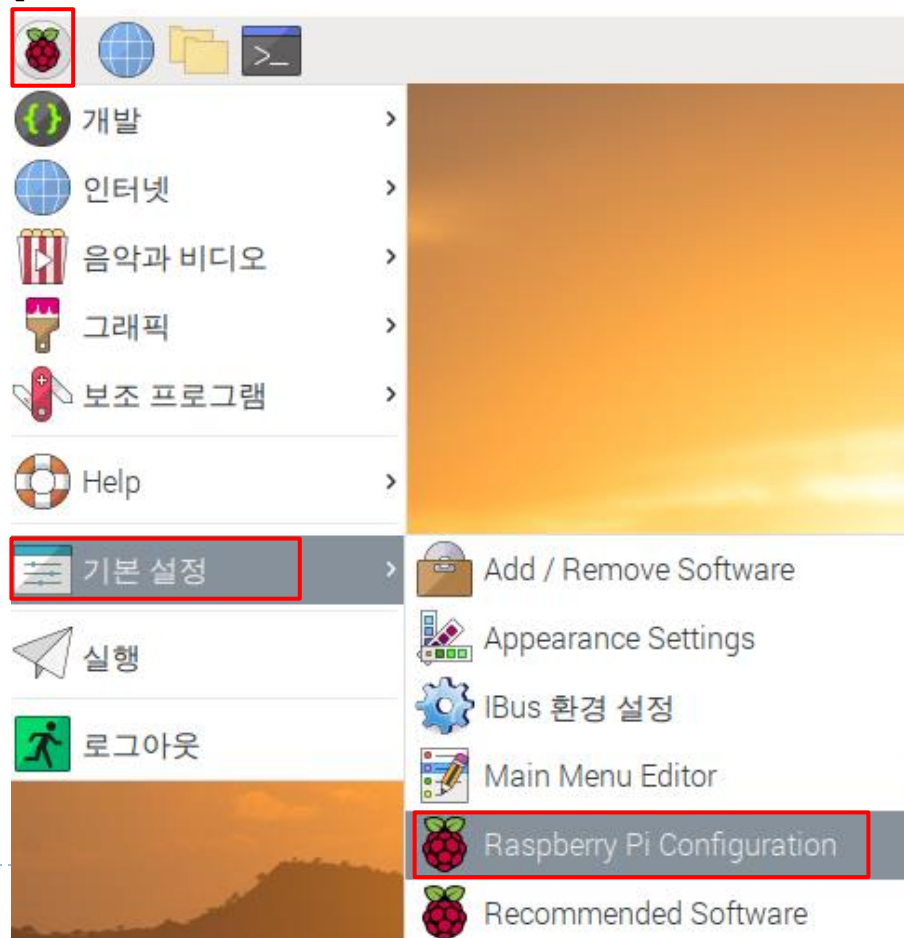 >_
개발
인터넷
음악과 비디오
그래픽
보조 프로그램
Help
기본 설정
실행
로그아웃
Add / Remove Software
Appearance Settings
IBus 환경 설정
Main Menu Editor
Raspberry Pi Configuration
Recommended Software